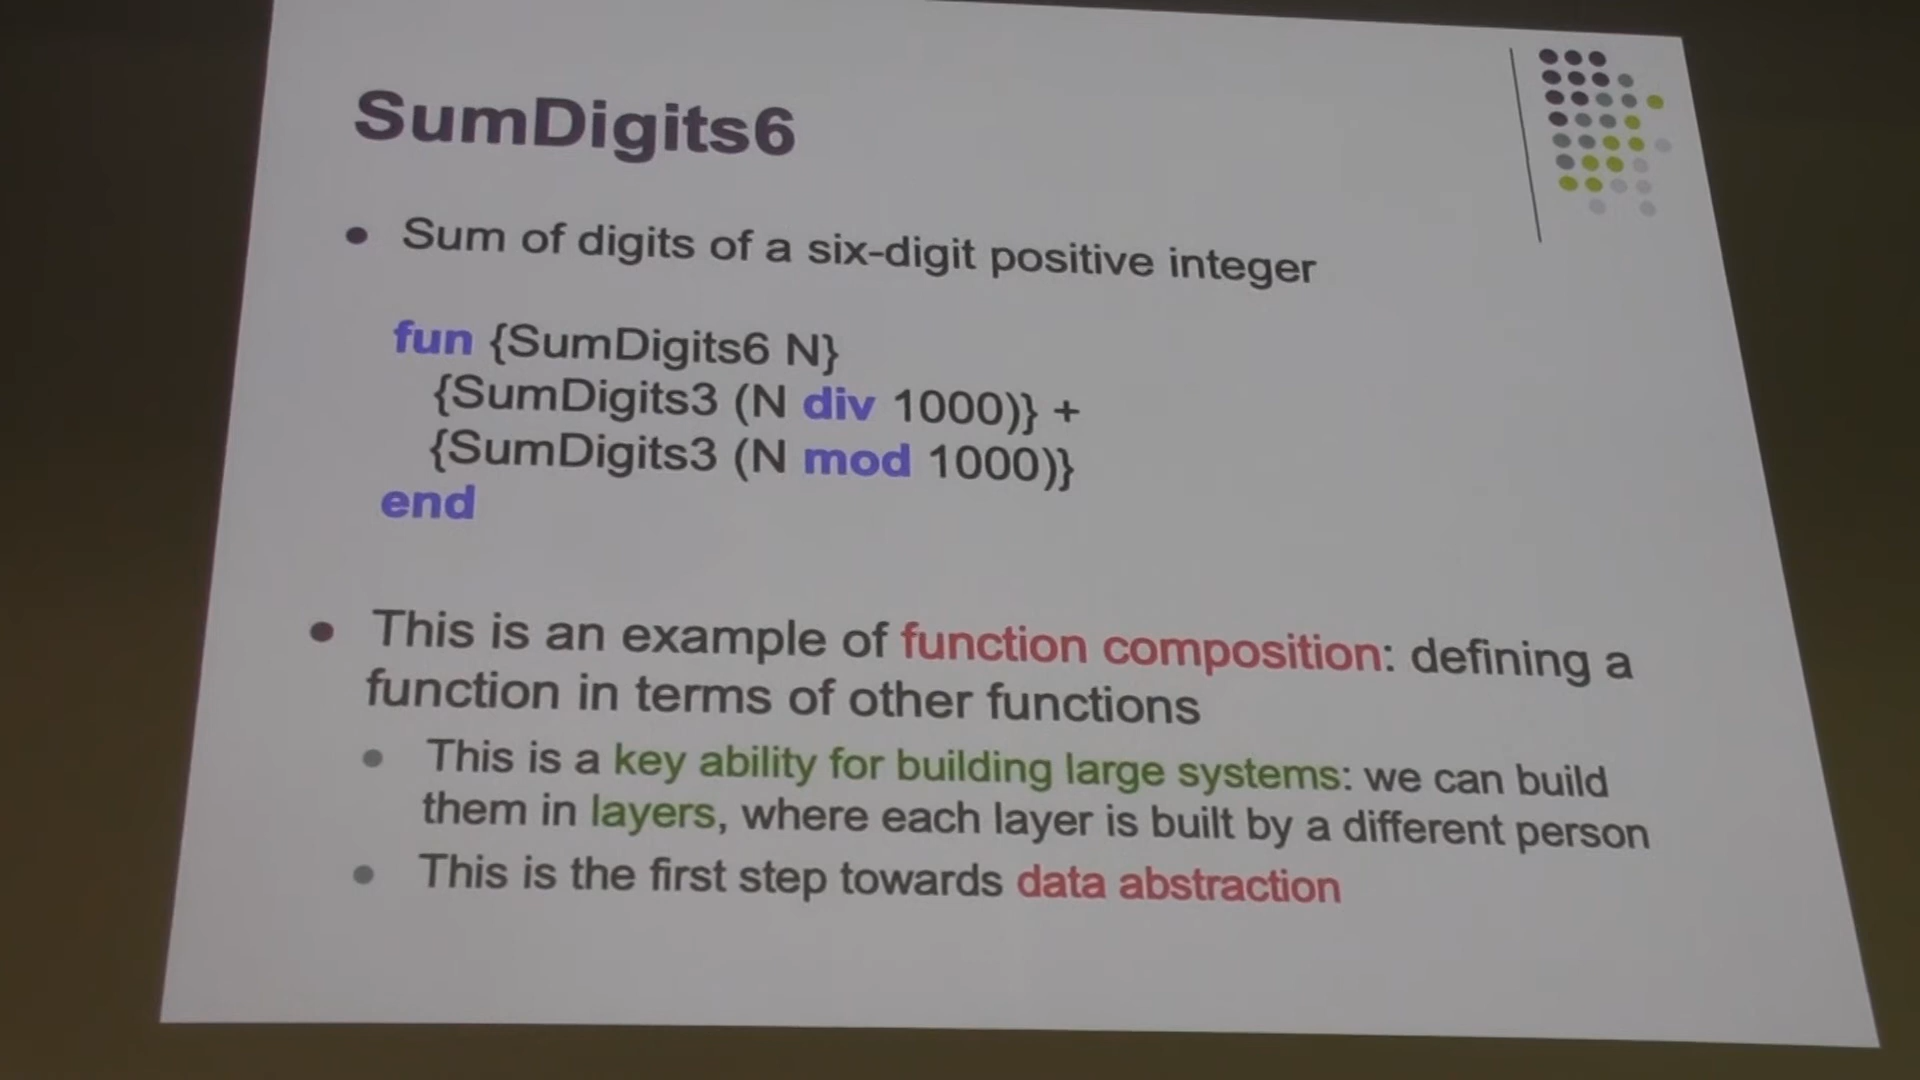 SumDigits6
• Sum of digits of a six-digit positive integer
fun {SumDigits6 N}
{SumDigits3 (N div 1000)} +
{SumDigits3 (N mod 1000)}
end
• This is an example of function composition: defining a
function in terms of other functions
• This is a key ability for building large systems: we can build
them in layers, where each layer is built by a different person
• This is the first step towards data abstraction